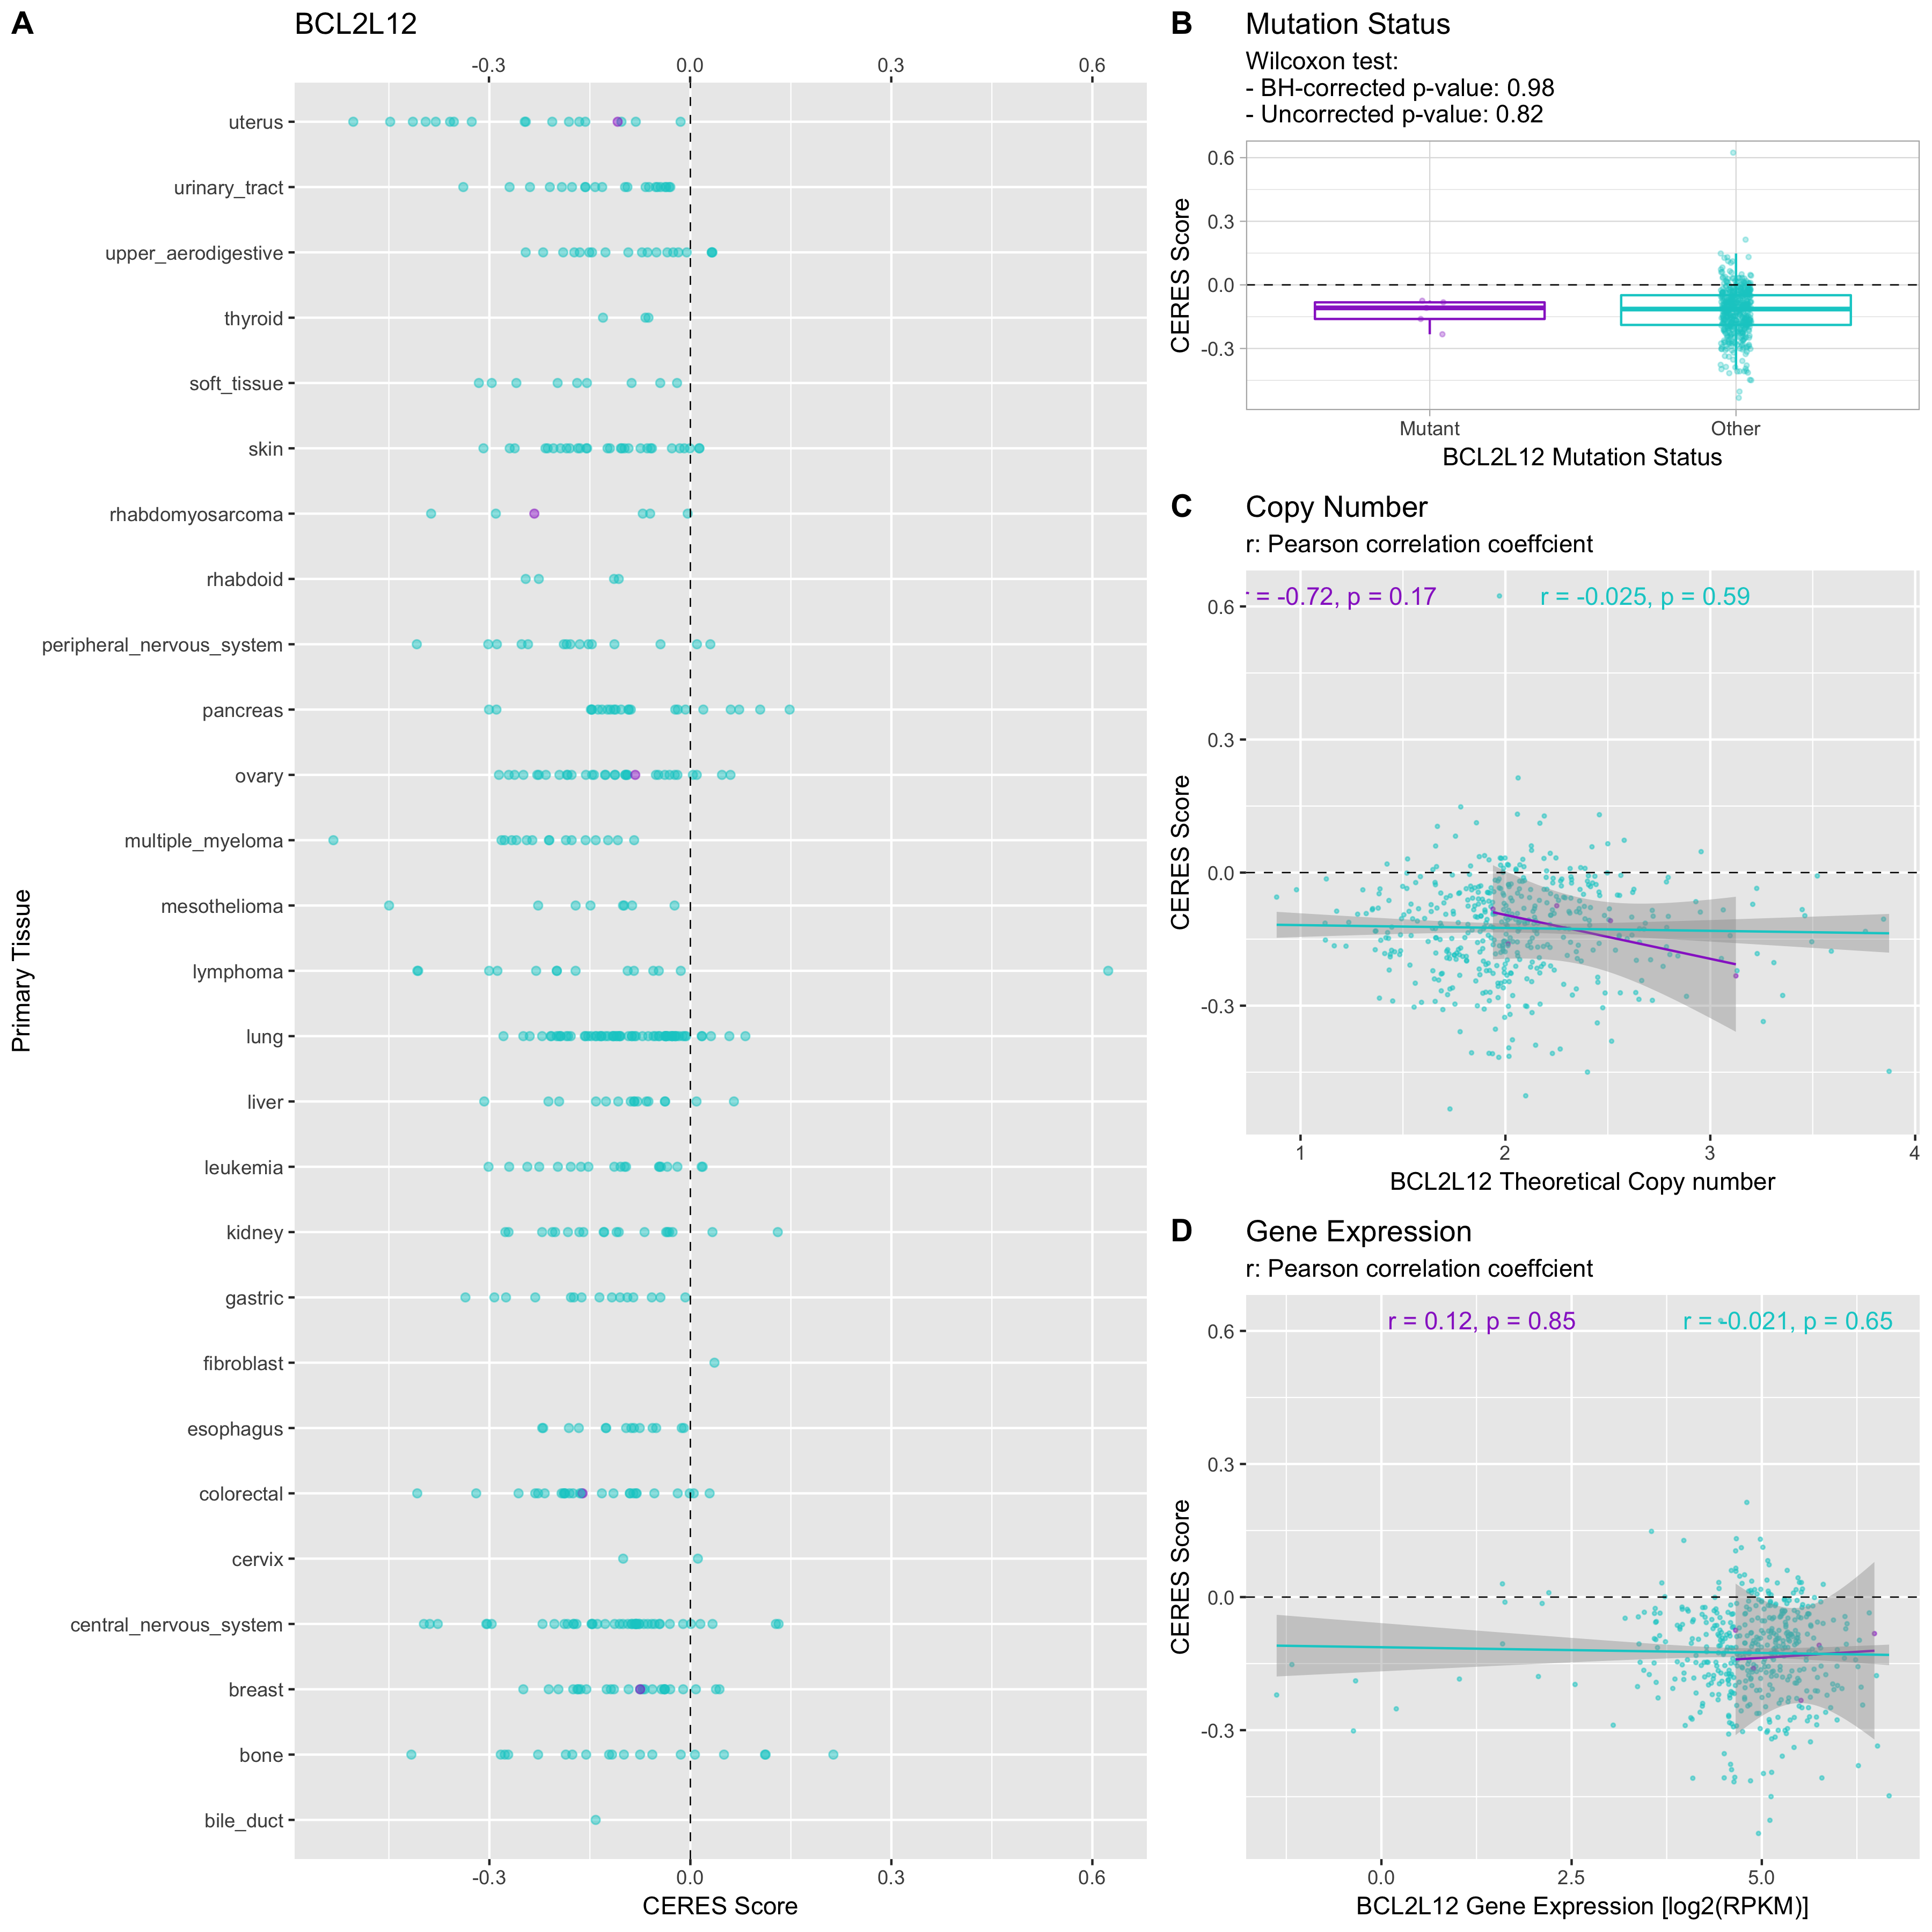 A
BCL2L12
-0.3 0.0 0.3 0.6
uterus
urinary_tract
upper_aerodigestive
thyroid
soft_tissue
skin
rhabdomyosarcoma
rhabdoid
peripheral_nervous_system
pancreas
ovary
multiple_myeloma
mesothelioma
lymphoma
lung
liver
leukemia
kidney
gastric
fibroblast
esophagus
colorectal
cervix
central_nervous_system
breast
bone
bile_duct
Primary Tissue
-0.3 0.0 0.3 0.6
CERES Score
B
Mutation Status
Wilcoxon test:
- BH-corrected p-value: 0.98
- Uncorrected p-value: 0.82
0.6
0.3
0.0
-0.3
CERES Score
Mutant Other
BCL2L12 Mutation Status
C
Copy Number
r: Pearson correlation coeffcient
r = -0.72, p = 0.17 r = -0.025, p = 0.59
0.6
0.3
0.0
-0.3
CERES Score
1 2 3 4
BCL2L12 Theoretical Copy number
D
Gene Expression
r: Pearson correlation coeffcient
r = 0.12, p = 0.85 r = -0.021, p = 0.65
0.6
0.3
0.0
-0.3
CERES Score
0.0 2.5 5.0
BCL2L12 Gene Expression [log2(RPKM)]